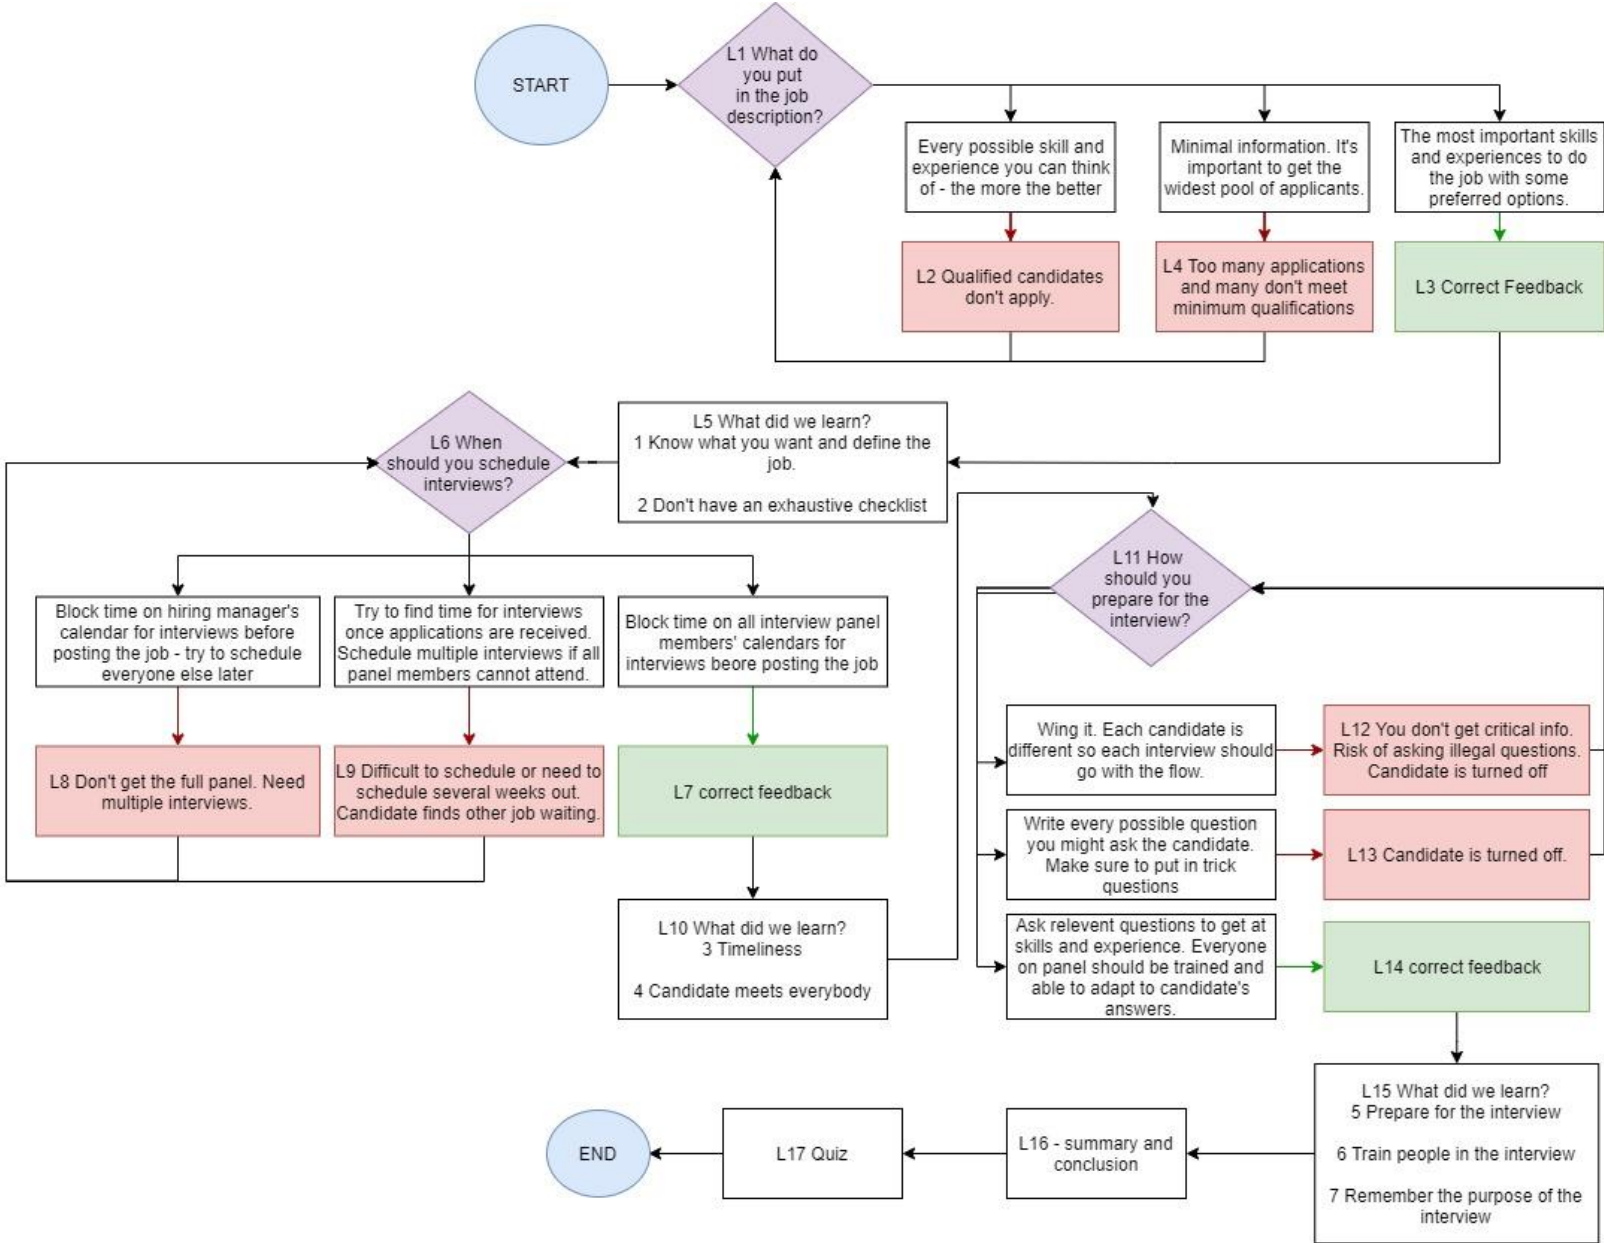 START
L1 What do
you put
in the job
description?
Every possible skill and
experience you can think
of - the more the better
Minimal information. It's
important to get the
widest pool of applicants.
The most important skills
and experiences to do
the job with some
preferred options.
L2 Qualified candidates
don't apply.
L4 Too many applications
and many don't meet
minimum qualifications
L3 Correct Feedback
L5 What did we learn?
1 Know what you want and define the
job.
2 Don't have an exhaustive checklist
L6 When
should you schedule
interviews?
Block time on hiring manager's
calendar for interviews before
posting the job - try to schedule
everyone else later
Try to find time for interviews
once applications are received.
Schedule multiple interviews if all
panel members cannot attend.
Block time on all interview panel
members' calendars for
interviews beore posting the job
L8 Don't get the full panel. Need
multiple interviews.
L9 Difficult to schedule or need to
schedule several weeks out.
Candidate finds other job waiting.
L7 correct feedback
L10 What did we learn?
3 Timeliness
4 Candidate meets everybody
L11 How
should you
prepare for the
interview?
Wing it. Each candidate is
different so each interview should
go with the flow.
L12 You don't get critical info.
Risk of asking illegal questions.
Candidate is turned off
Write every possible question
you might ask the candidate.
Make sure to put in trick
questions
L13 Candidate is turned off.
Ask relevent questions to get at
skills and experience. Everyone
on panel should be trained and
able to adapt to candidate's
answers.
L14 correct feedback
L15 What did we learn?
5 Prepare for the interview
6 Train people in the interview
7 Remember the purpose of the
interview
L16 - summary and
conclusion
L17 Quiz
END